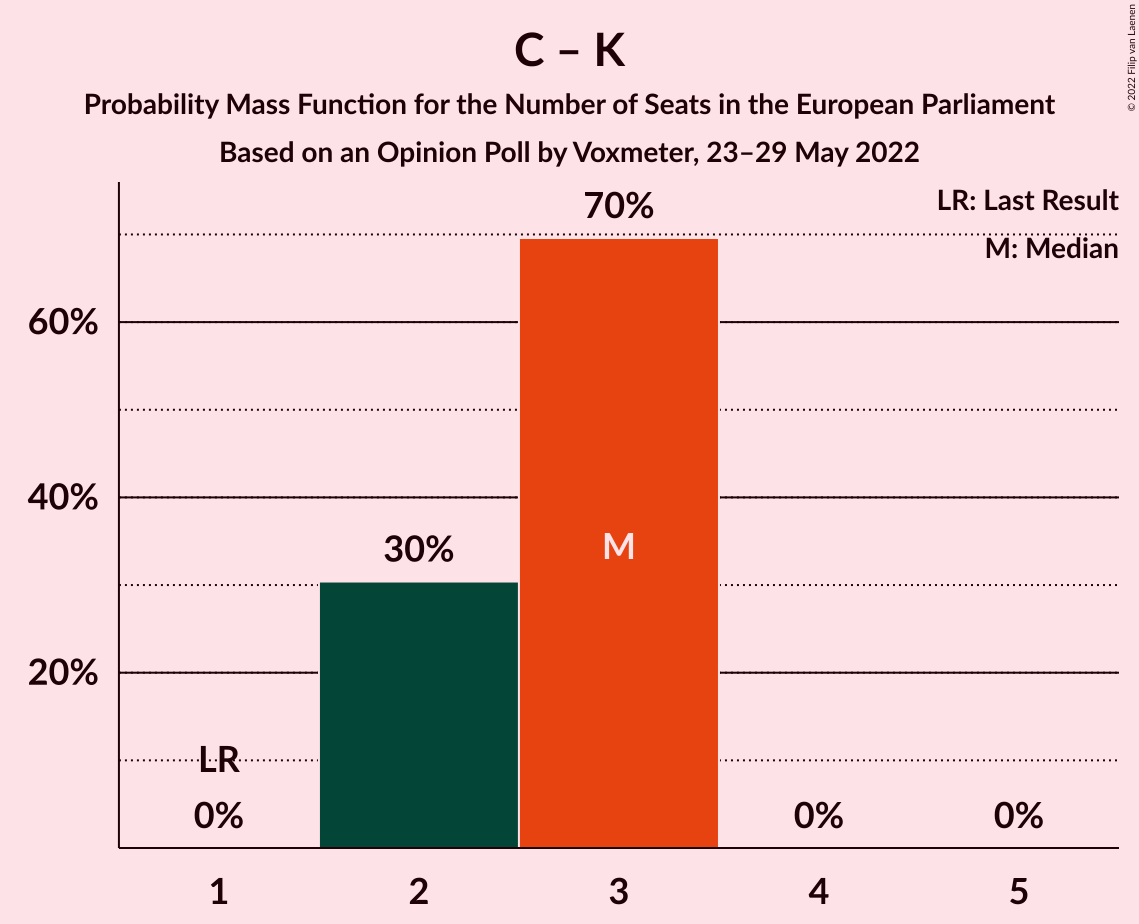 C – K
Probability Mass Function for the Number of Seats in the European Parliament
Based on an Opinion Poll by Voxmeter, 23–29 May 2022
© 2022 Filip van Laenen
LR: Last Result
M: Median
70%
60%
40%
30%
M
20%
LR
0%
0%
0%
1
2
3
4
5